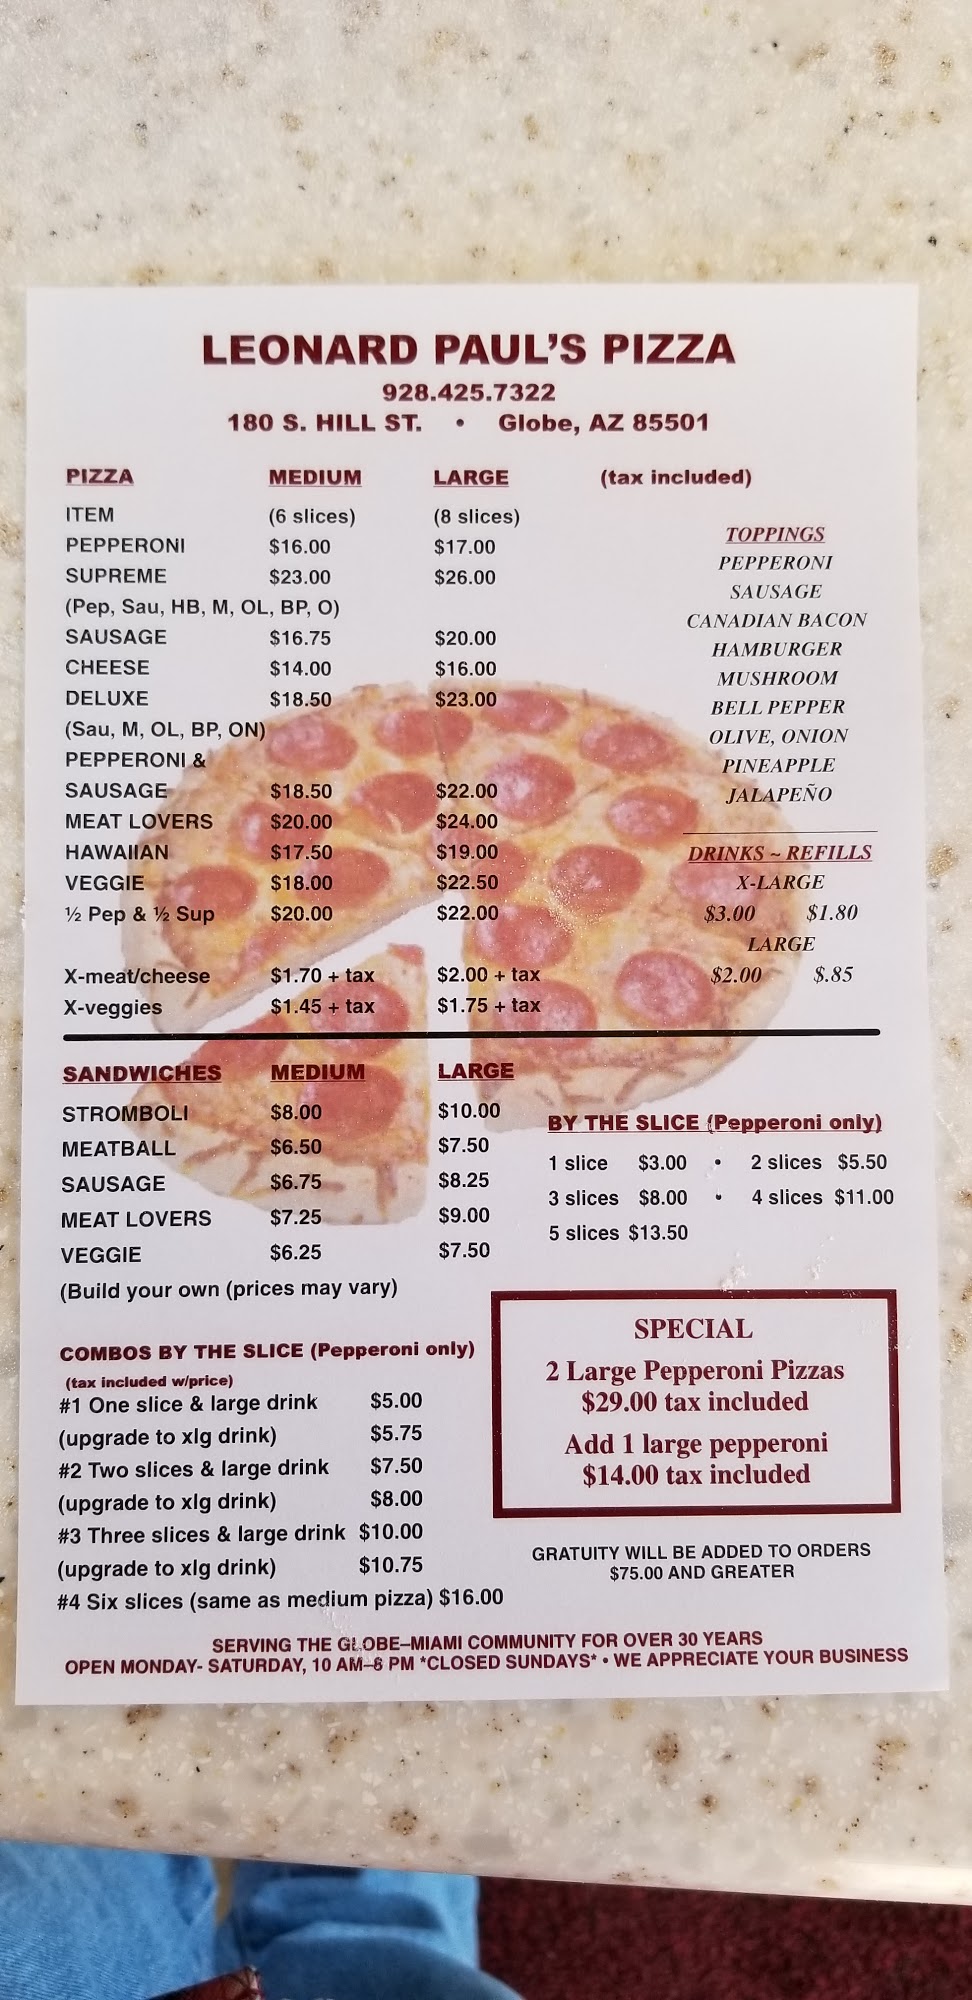 LEONARD PAUL'S PIZZA
928.425.7322
180 S. HILL ST. • Globe, AZ 85501
PIZZA MEDIUM LARGE (tax included)
ITEM (6 slices) (8 slices)
PEPPERONI $16.00 $17.00
SUPREME $23.00 $26.00
(Pep, Sau, HB, M, OL, BP, O)
SAUSAGE $16.75 $20.00
CHEESE $14.00 $16.00
DELUXE $18.50 $23.00
(Sau, M, OL, BP, ON)
PEPPERONI &
SAUSAGE $18.50 $22.00
MEAT LOVERS $20.00 $24.00
HAWAIIAN $17.50 $19.00
VEGGIE $18.00 $22.50
½ Pep & ½ Sup $20.00 $22.00
X-meat/cheese $1.70 + tax $2.00 + tax
X-veggies $1.45 + tax $1.75 + tax
TOPPINGS
PEPPERONI
SAUSAGE
CANADIAN BACON
HAMBURGER
MUSHROOM
BELL PEPPER
OLIVE, ONION
PINEAPPLE
JALAPEÑO
DRINKS ~ REFILLS
X-LARGE
$3.00 $1.80
LARGE
$2.00 $.85
SANDWICHES MEDIUM LARGE
STROMBOLI $8.00 $10.00
MEATBALL $6.50 $7.50
SAUSAGE $6.75 $8.25
MEAT LOVERS $7.25 $9.00
VEGGIE $6.25 $7.50
(Build your own (prices may vary)
BY THE SLICE (Pepperoni only)
1 slice $3.00 • 2 slices $5.50
3 slices $8.00 • 4 slices $11.00
5 slices $13.50
COMBOS BY THE SLICE (Pepperoni only)
(tax included w/price)
#1 One slice & large drink $5.00
(upgrade to xlg drink) $5.75
#2 Two slices & large drink $7.50
(upgrade to xlg drink) $8.00
#3 Three slices & large drink $10.00
(upgrade to xlg drink) $10.75
#4 Six slices (same as medium pizza) $16.00
SPECIAL
2 Large Pepperoni Pizzas
$29.00 tax included
Add 1 large pepperoni
$14.00 tax included
GRATUITY WILL BE ADDED TO ORDERS
$75.00 AND GREATER
SERVING THE GLOBE–MIAMI COMMUNITY FOR OVER 30 YEARS
OPEN MONDAY- SATURDAY, 10 AM–8 PM *CLOSED SUNDAYS* • WE APPRECIATE YOUR BUSINESS